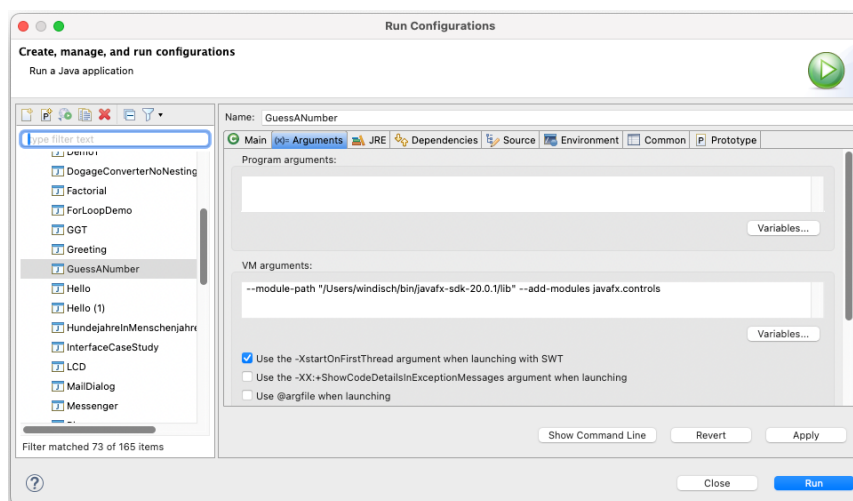 Run Configurations
Create, manage, and run configurations
Run a Java application
type filter text
Demo1
DogageConverterNoNesting
Factorial
ForLoopDemo
GGT
Greeting
GuessANumber
Hello
Hello (1)
HundejahreInMenschenjahre
InterfaceCaseStudy
LCD
MailDialog
Messenger
Filter matched 73 of 165 items
Name: GuessANumber
Main (x)= Arguments JRE Dependencies Source Environment Common Prototype
Program arguments:
Variables...
VM arguments:
--module-path "/Users/windisch/bin/javafx-sdk-20.0.1/lib" --add-modules javafx.controls
Variables...
Use the -XstartOnFirstThread argument when launching with SWT
Use the -XX:+ShowCodeDetailsInExceptionMessages argument when launching
Use @argfile when launching
Show Command Line Revert Apply
? Close Run